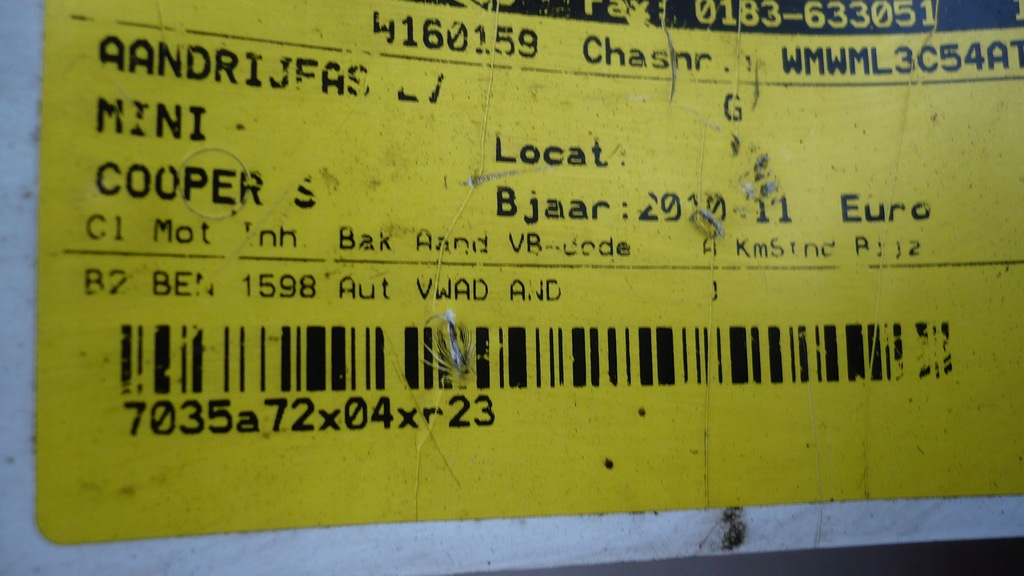 Fax: 0183-633051
4160159 Chasnr.: WMWML3C54AT
AANDRIJFAS
MINI G
COOPER S Locat:
Bjaar:2010-11 Euro
Cl Mot Inh Bak Aand VB-code KmStnd
B2 BEN 1598 Aut VWAD AND
7035a72x04xr23